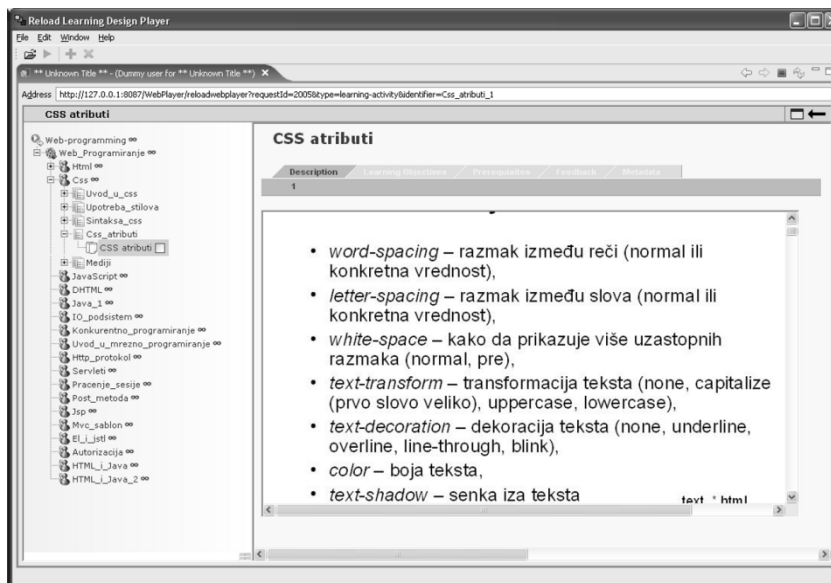 Reload Learning Design Player
File Edit Window Help
** Unknown Title ** - (Dummy user for ** Unknown Title **)
Address http://127.0.0.1:8087/WebPlayer/reloadwebplayer?requestId=2005&type=learning-activity&identifier=Css_atributi_1
CSS atributi
Web-programming
Web_Programiranje
Html
Css
Uvod_u_css
Upotreba_stilova
Sintaksa_css
Css_atributi
CSS atributi
Mediji
JavaScript
DHTML
Java_1
IO_podsistem
Konkurentno_programiranje
Uvod_u_mrezno_programiranje
Http_protokol
Servleti
Pracenje_sesije
Post_metoda
Jsp
Mvc_sablon
El_i_jstl
Autorizacija
HTML_i_Java
HTML_i_Java_2
CSS atributi
Description Learning Objectives Prerequisites Feedback Metadata
1
• word-spacing – razmak između reči (normal ili
konkretna vrednost),
• letter-spacing – razmak između slova (normal ili
konkretna vrednost),
• white-space – kako da prikazuje više uzastopnih
razmaka (normal, pre),
• text-transform – transformacija teksta (none, capitalize
(prvo slovo veliko), uppercase, lowercase),
• text-decoration – dekoracija teksta (none, underline,
overline, line-through, blink),
• color – boja teksta,
• text-shadow – senka iza teksta
text * html